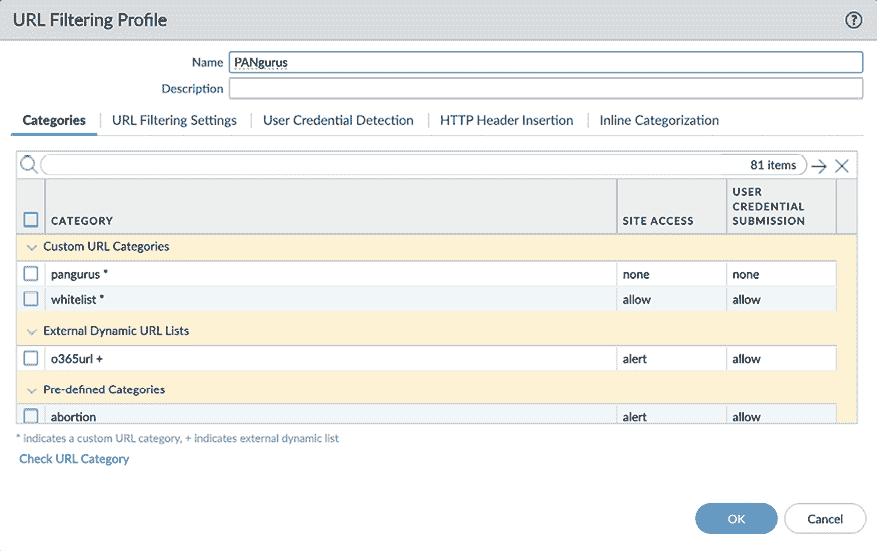 URL Filtering Profile
?
Name PANgurus
Description
Categories URL Filtering Settings User Credential Detection HTTP Header Insertion Inline Categorization
81 items
CATEGORY SITE ACCESS USER CREDENTIAL SUBMISSION
Custom URL Categories
pangurus * none none
whitelist * allow allow
External Dynamic URL Lists
o365url + alert allow
Pre-defined Categories
abortion alert allow
* indicates a custom URL category, + indicates external dynamic list
Check URL Category
OK Cancel